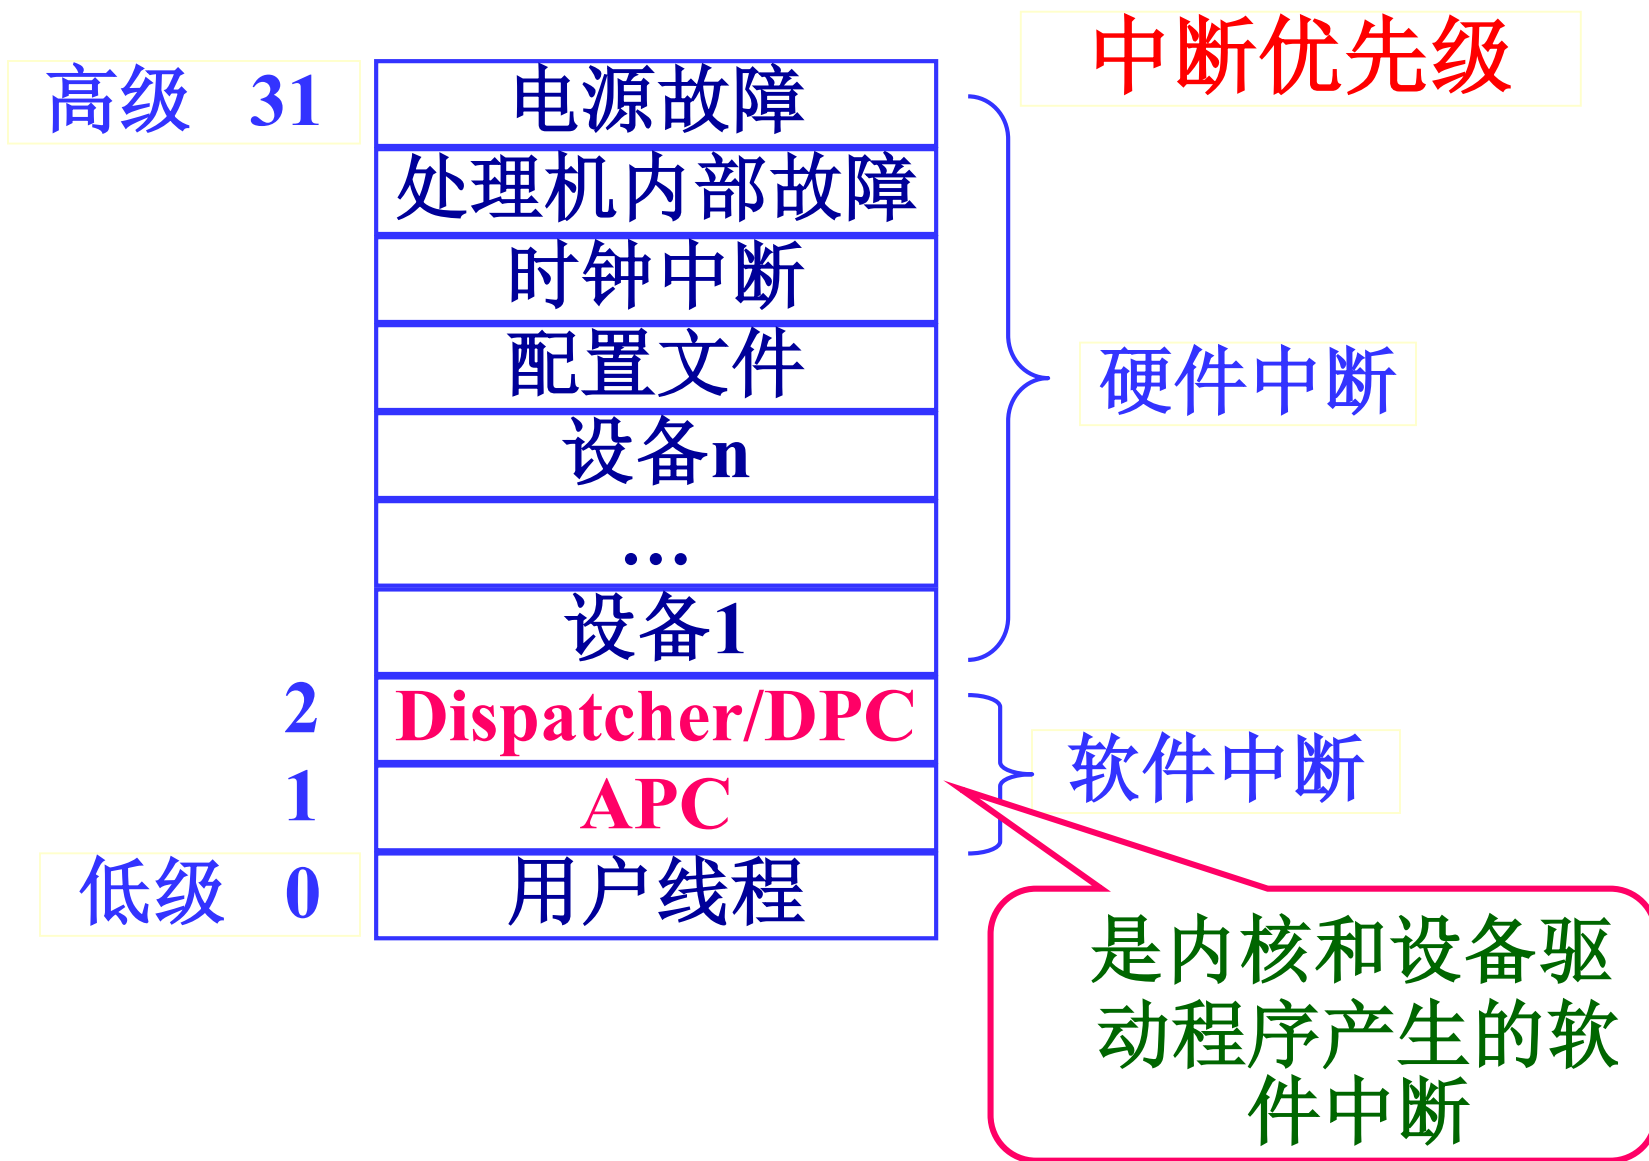 中断优先级
高级 31
电源故障
处理机内部故障
时钟中断
配置文件
硬件中断
设备n
...
设备1
2
Dispatcher/DPC
软件中断
1
APC
低级 0
用户线程
是内核和设备驱
动程序产生的软
件中断